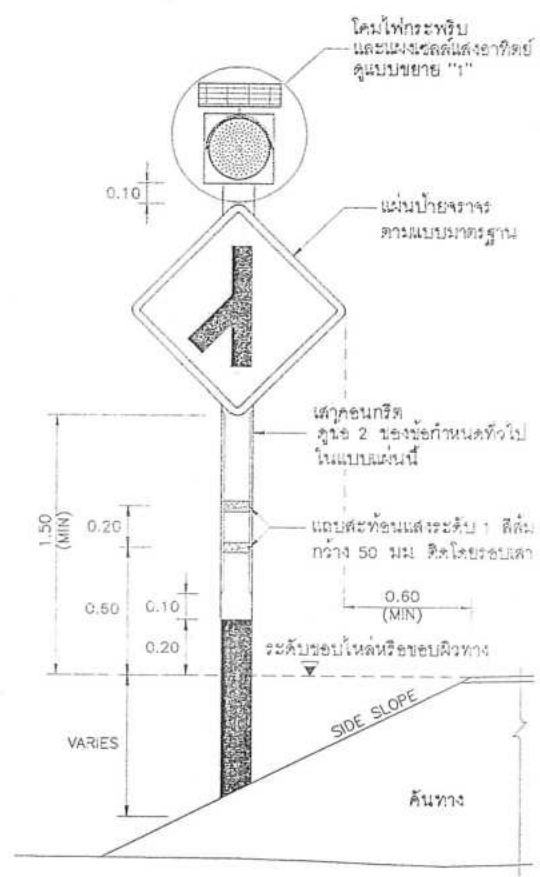 โคมไฟกระพริบ
และแผงเซลล์แสงอาทิตย์
ดูแบบขยาย "1"
0.10
แผ่นป้ายจราจร
ตามแบบมาตรฐาน
เสาคอนกรีต
ดูข้อ 2 ของข้อกำหนดทั่วไป
ในแบบแผ่นนี้
1.50
(MIN)
0.20
แถบสะท้อนแสงระดับ 1 สีส้ม
กว้าง 50 มม. ติดโดยรอบเสา
0.60
0.10
0.60
(MIN)
0.20
ระดับขอบไหล่หรือขอบผิวทาง
VARIES
SIDE SLOPE
คันทาง